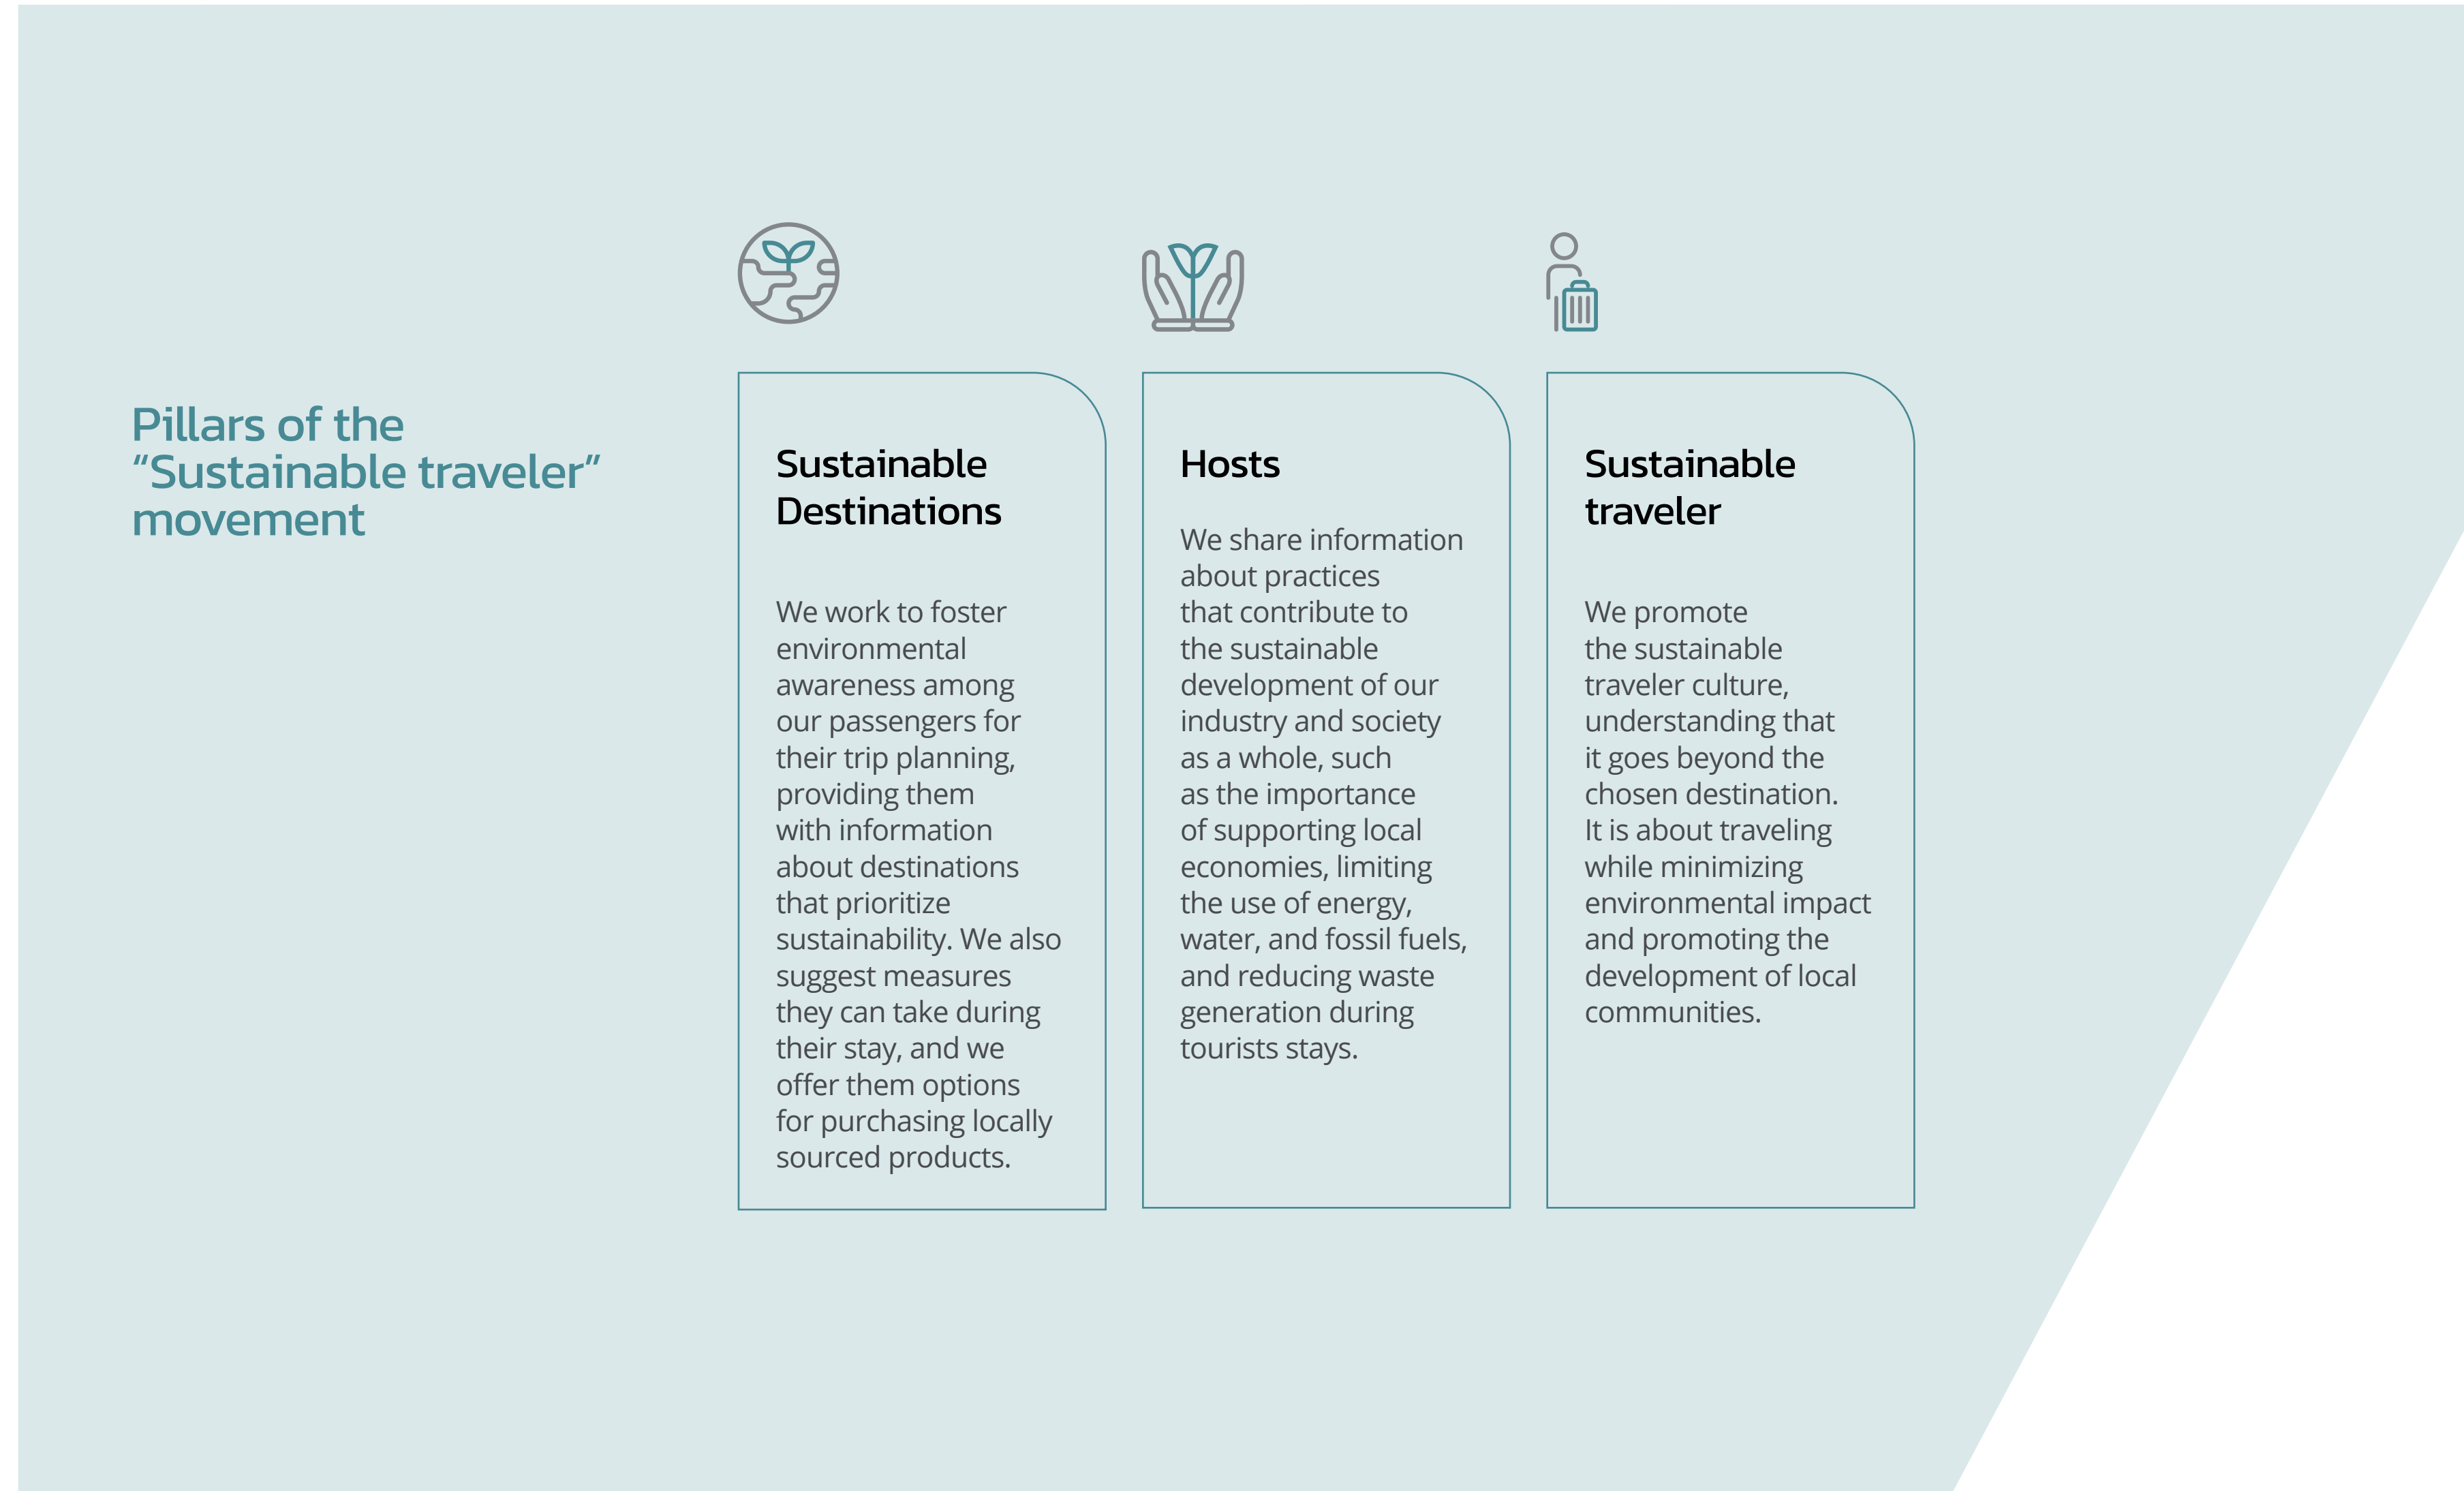 Pillars of the
“Sustainable traveler”
movement
Sustainable
Destinations
We work to foster
environmental
awareness among
our passengers for
their trip planning,
providing them
with information
about destinations
that prioritize
sustainability. We also
suggest measures
they can take during
their stay, and we
offer them options
for purchasing locally
sourced products.
Hosts
We share information
about practices
that contribute to
the sustainable
development of our
industry and society
as a whole, such
as the importance
of supporting local
economies, limiting
the use of energy,
water, and fossil fuels,
and reducing waste
generation during
tourists stays.
Sustainable
traveler
We promote
the sustainable
traveler culture,
understanding that
it goes beyond the
chosen destination.
It is about traveling
while minimizing
environmental impact
and promoting the
development of local
communities.